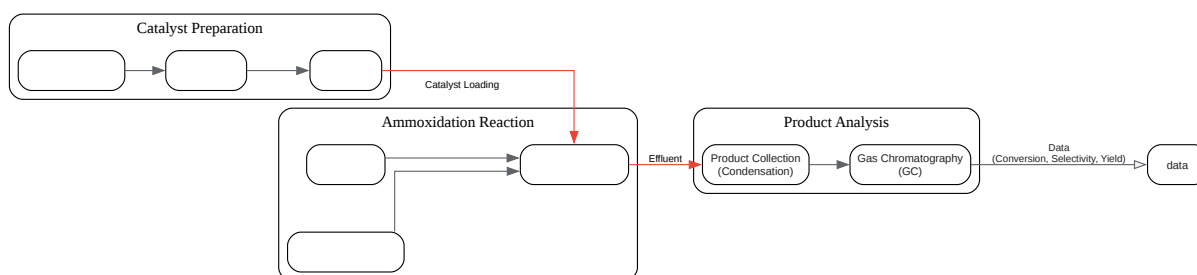 Catalyst Preparation
Catalyst Loading
Ammoxidation Reaction
Product Analysis
Effluent
Product Collection
(Condensation)
Gas Chromatography
(GC)
Data
(Conversion, Selectivity, Yield)
data